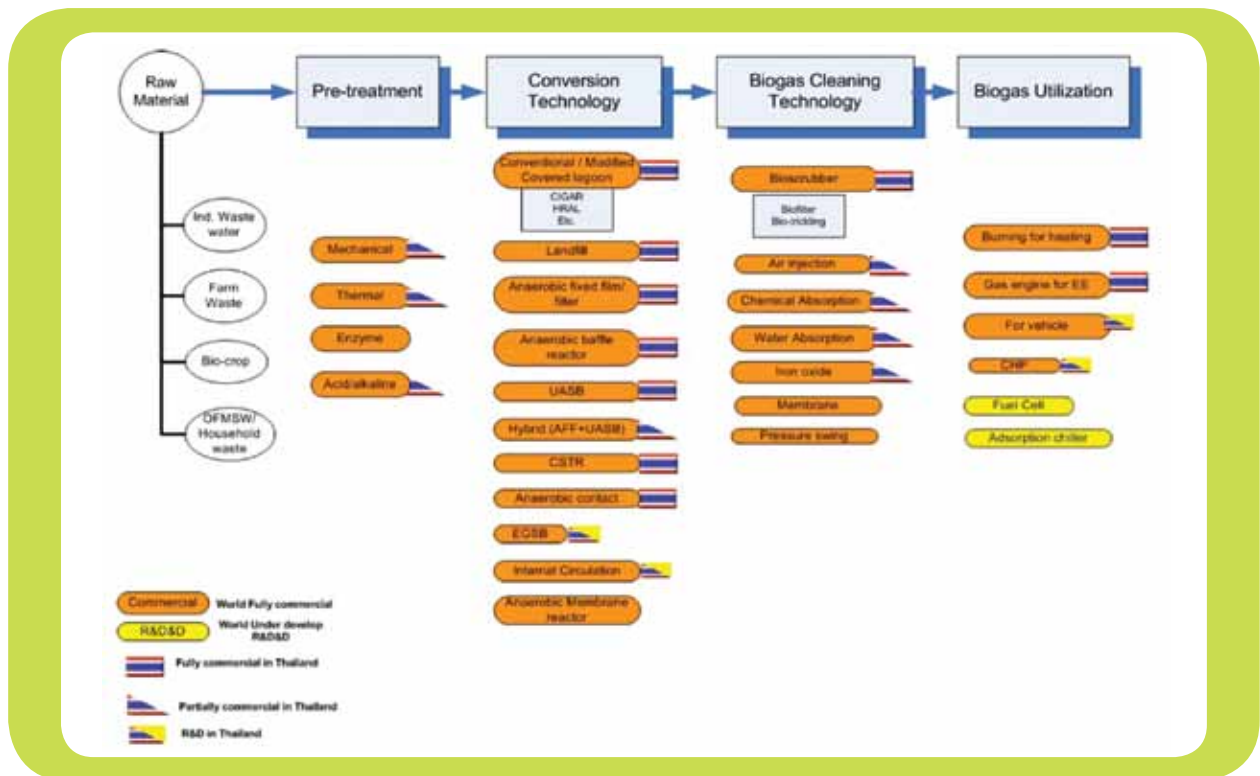 Raw
Material
Pre-treatment
Conversion
Technology
Biogas Cleaning
Technology
Biogas Utilization
Ind. Waste
water
Farm
Waste
Bio-crop
OFMSW/
Household
waste
Mechanical
Thermal
Enzyme
Acid/alkaline
Conventional / Modified
Covered lagoon
CIGAR
HRAL
Etc.
Landfill
Anaerobic fixed film/
filter
Anaerobic baffle
reactor
UASB
Hybrid (AFF+UASB)
CSTR
Anaerobic contact
EGSB
Internal Circulation
Anaerobic Membrane
reactor
Bioscrubber
Biofilter
Bio-trickling
Air injection
Chemical Absorption
Water Absorption
Iron oxide
Membrane
Pressure swing
Burning for heating
Gas engine for EE
For vehicle
CHP
Fuel Cell
Adsorption chiller
Commercial
World Fully commercial
R&D&D
World Under develop
R&D&D
Fully commercial in Thailand
Partially commercial in Thailand
R&D in Thailand